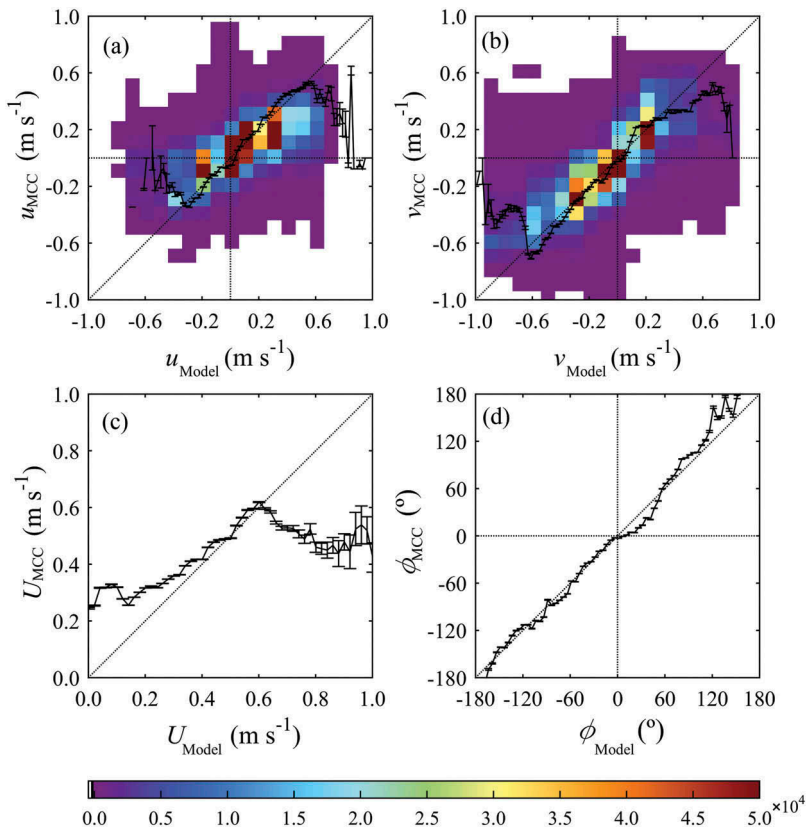 (a)
1.0
0.6
0.2
-0.2
-0.6
-1.0
u_MCC (m s⁻¹)
-1.0 -0.6 -0.2 0.2 0.6 1.0
u_Model (m s⁻¹)
(b)
1.0
0.6
0.2
-0.2
-0.6
-1.0
v_MCC (m s⁻¹)
-1.0 -0.6 -0.2 0.2 0.6 1.0
v_Model (m s⁻¹)
(c)
1.0
0.8
0.6
0.4
0.2
0.0
U_MCC (m s⁻¹)
0.0 0.2 0.4 0.6 0.8 1.0
U_Model (m s⁻¹)
(d)
180
120
60
0
-60
-120
-180
ϕ_MCC (º)
-180 -120 -60 0 60 120 180
ϕ_Model (º)
0.0 0.5 1.0 1.5 2.0 2.5 3.0 3.5 4.0 4.5 5.0 ×10⁴